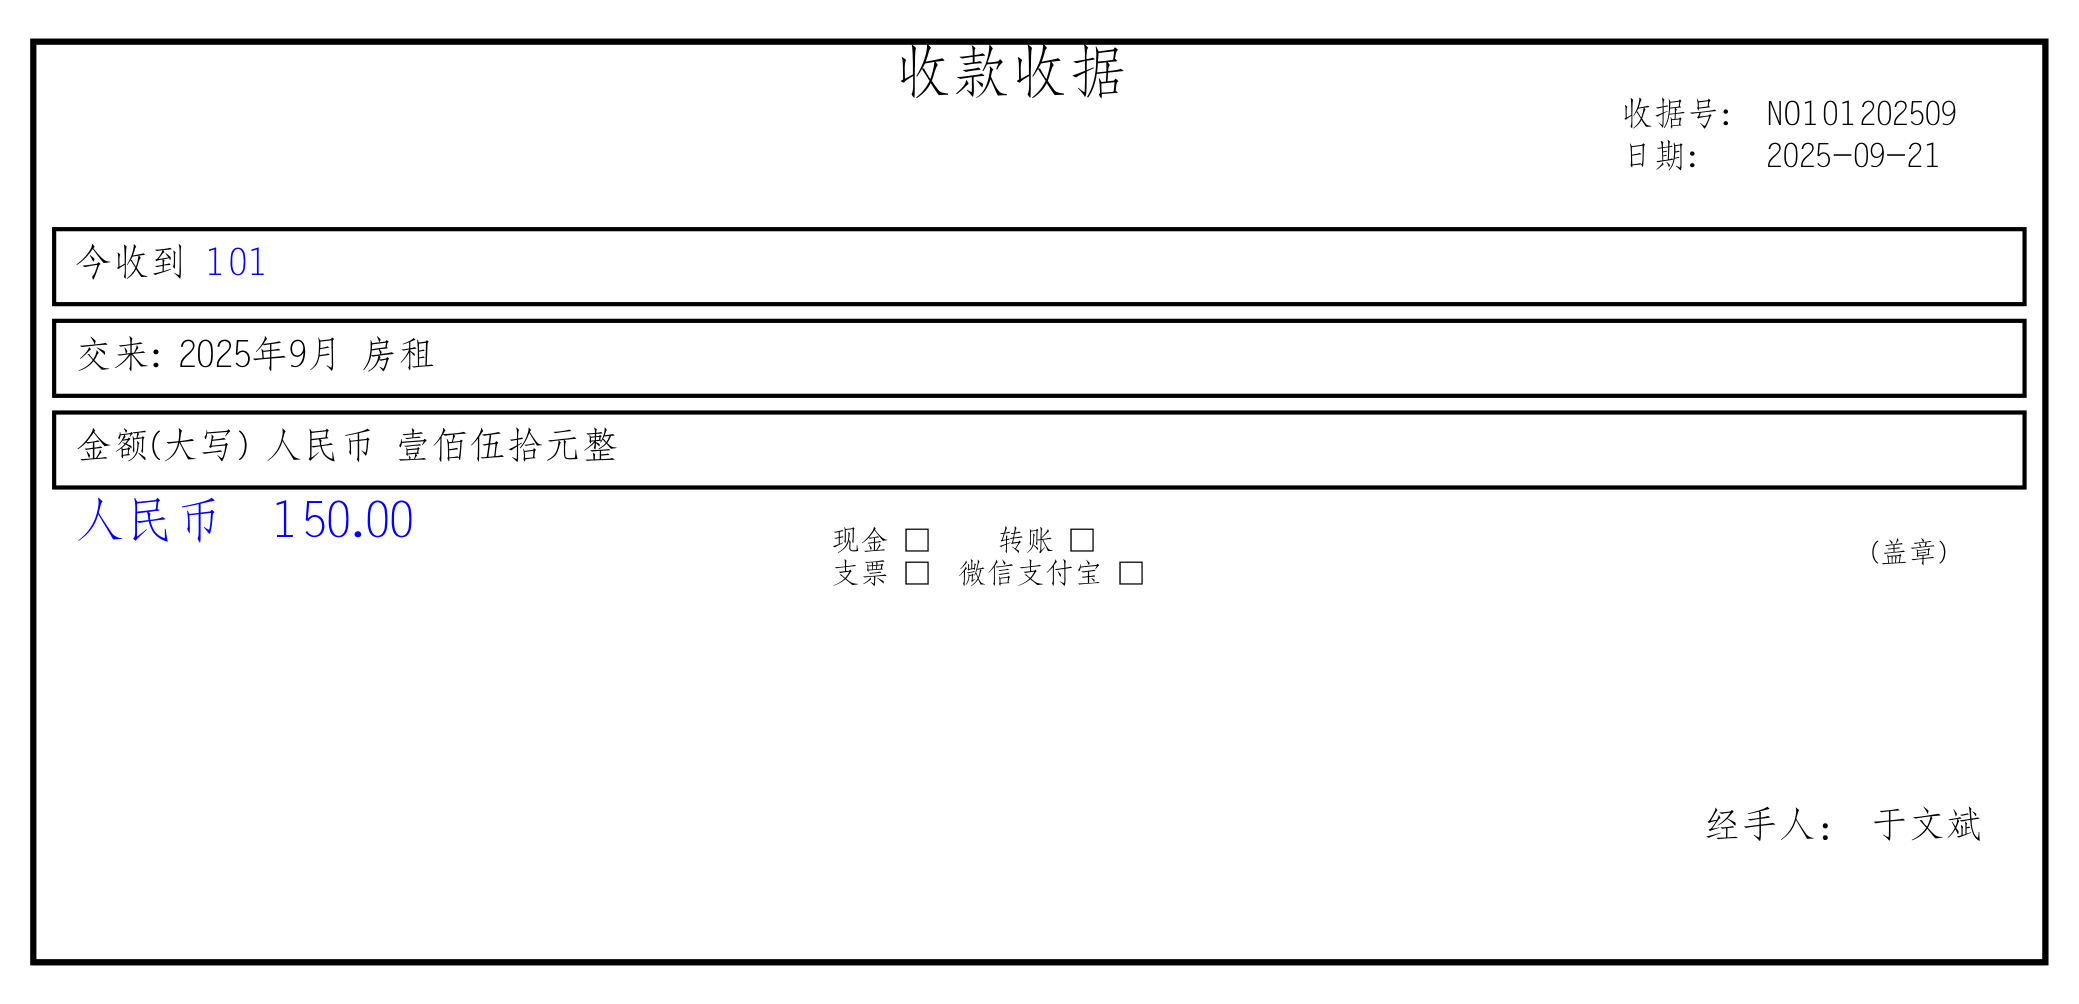 收款收据
收据号: NO101202509
日期: 2025-09-21
今收到 101
交来: 2025年9月 房租
金额(大写) 人民币 壹佰伍拾元整
人民币 150.00
现金 □ 转账 □
支票 □ 微信支付宝 □
(盖章)
经手人: 于文斌